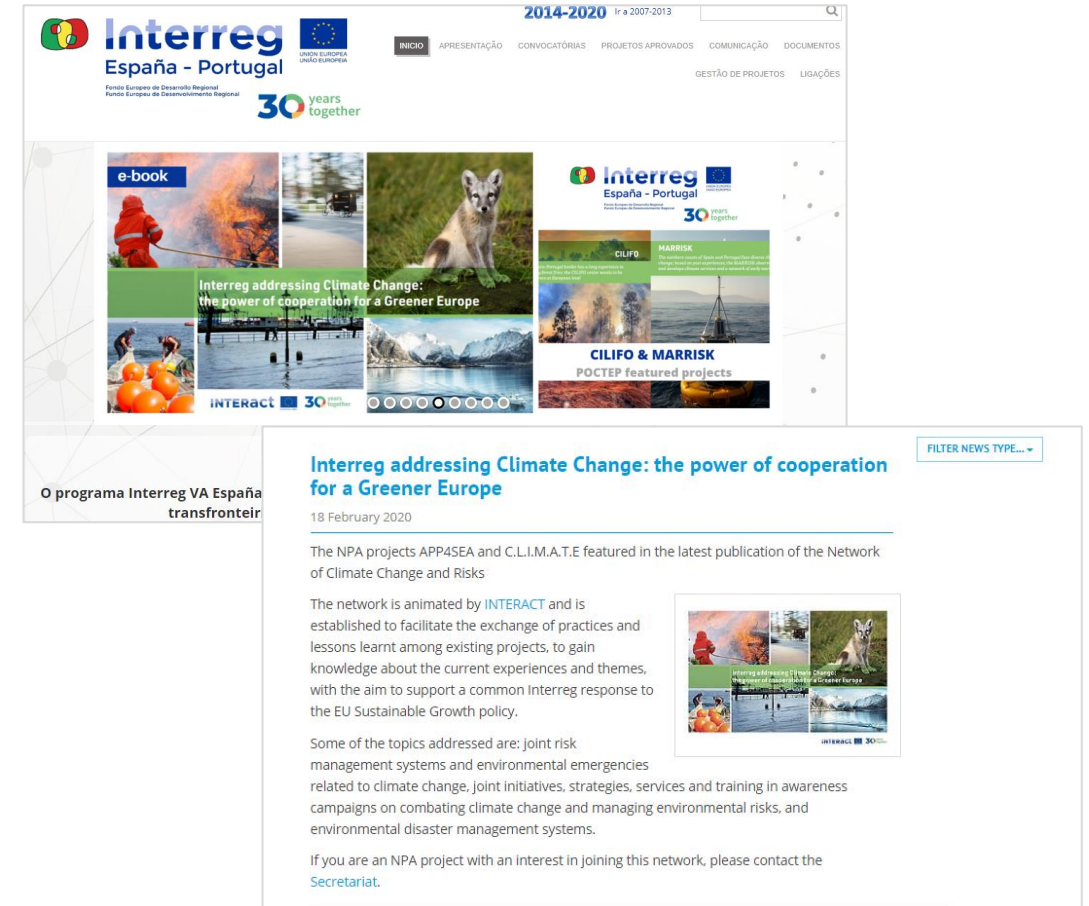 2014-2020 Ir a 2007-2013
Interreg
España - Portugal
Fondo Europeo de Desarrollo Regional
Fundo Europeu de Desenvolvimento Regional
UNIÓN EUROPEA
UNIÃO EUROPEIA
30 years together
INICIO APRESENTAÇÃO CONVOCATÓRIAS PROJETOS APROVADOS COMUNICAÇÃO DOCUMENTOS
GESTÃO DE PROJETOS LIGAÇÕES
e-book
Interreg addressing Climate Change:
the power of cooperation for a Greener Europe
INTERact 30 years together
Interreg
España - Portugal
30 years together
CILIFO
MARRISK
CILIFO & MARRISK
POCTEP featured projects
O programa Interreg VA España
transfronteir
FILTER NEWS TYPE...
Interreg addressing Climate Change: the power of cooperation
for a Greener Europe
18 February 2020
The NPA projects APP4SEA and C.L.I.M.A.T.E featured in the latest publication of the Network
of Climate Change and Risks
The network is animated by INTERACT and is
established to facilitate the exchange of practices and
lessons learnt among existing projects, to gain
knowledge about the current experiences and themes,
with the aim to support a common Interreg response to
the EU Sustainable Growth policy.
Interreg addressing Climate Change:
the power of cooperation for a Greener Europe
INTERact 30
Some of the topics addressed are: joint risk
management systems and environmental emergencies
related to climate change, joint initiatives, strategies, services and training in awareness
campaigns on combating climate change and managing environmental risks, and
environmental disaster management systems.
If you are an NPA project with an interest in joining this network, please contact the
Secretariat.